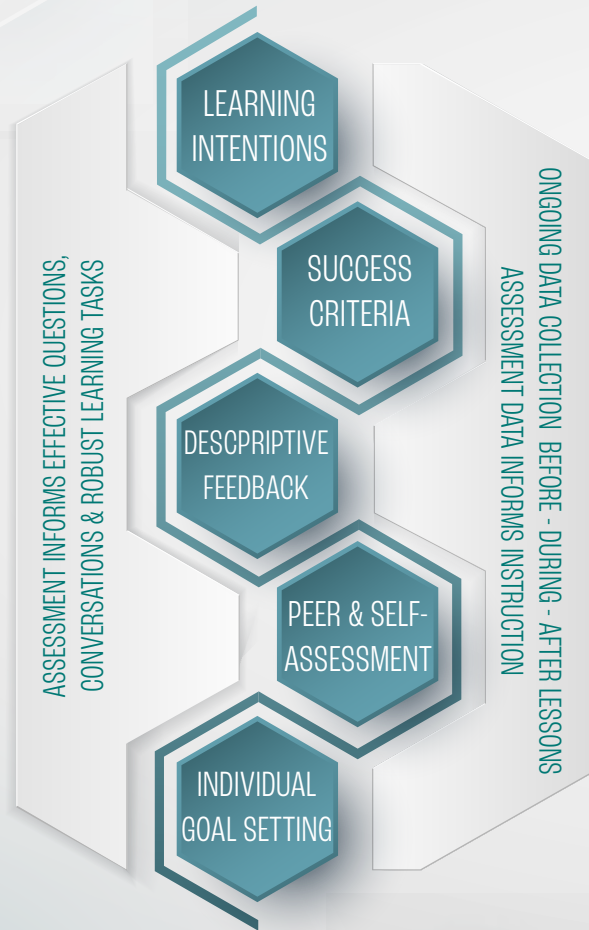 LEARNING
INTENTIONS
SUCCESS
CRITERIA
DESCPRIPTIVE
FEEDBACK
PEER & SELF-
ASSESSMENT
INDIVIDUAL
GOAL SETTING
ASSESSMENT INFORMS EFFECTIVE QUESTIONS,
CONVERSATIONS & ROBUST LEARNING TASKS
ONGOING DATA COLLECTION BEFORE - DURING - AFTER LESSONS
ASSESSMENT DATA INFORMS INSTRUCTION